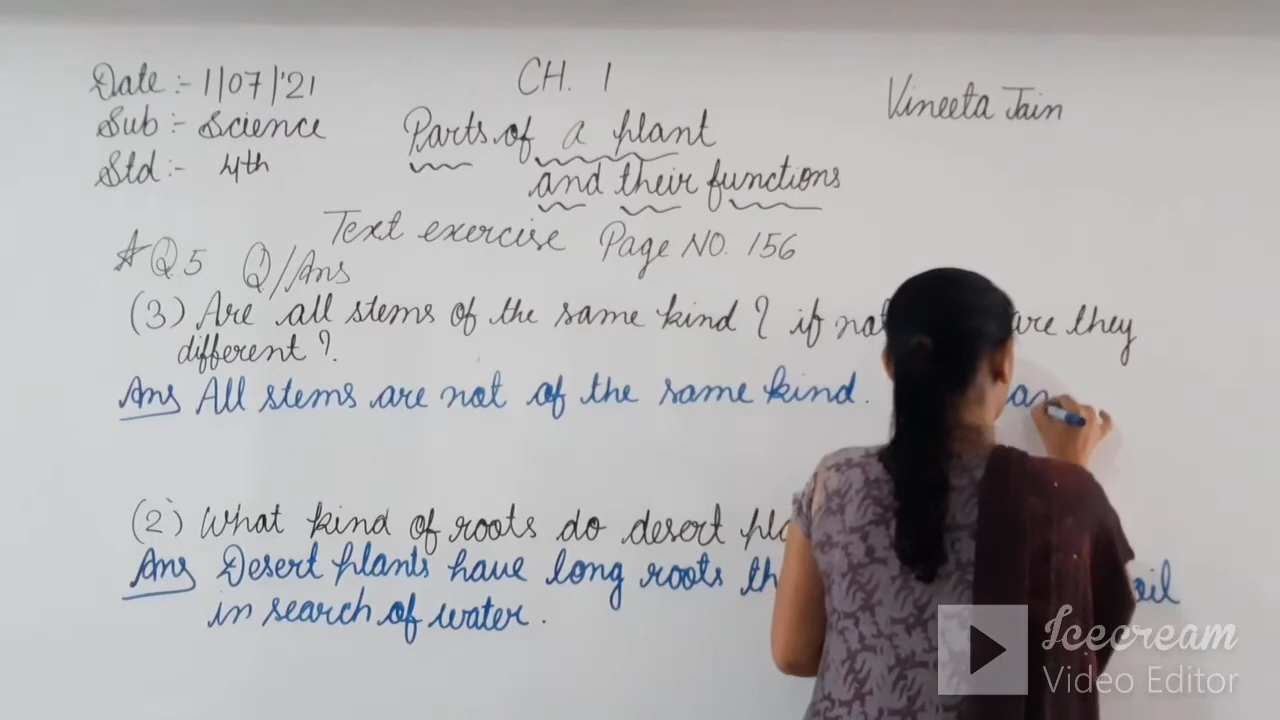 Date :- 1/07/'21
CH. 1
Vineeta Jain
Sub :- Science
Parts of a plant
Std :- 4th
and their functions
Text exercise Page NO. 156
Q.5 Q/Ans
(3) Are all stems of the same kind ? if not are they
different ?.
Ans All stems are not of the same kind.
(2) What kind of roots do desert
Ans Desert plants have long roots
in search of water.
Icecream
Video Editor